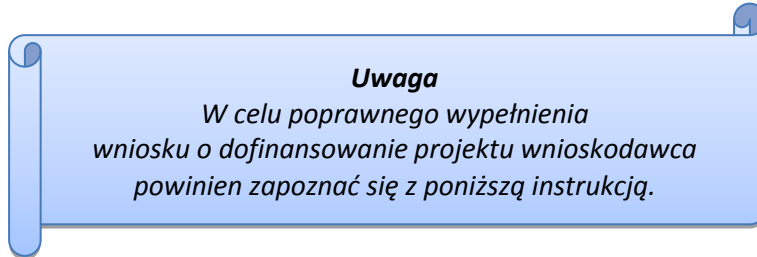 Uwaga
W celu poprawnego wypełnienia
wniosku o dofinansowanie projektu wnioskodawca
powinien zapoznać się z poniższą instrukcją.